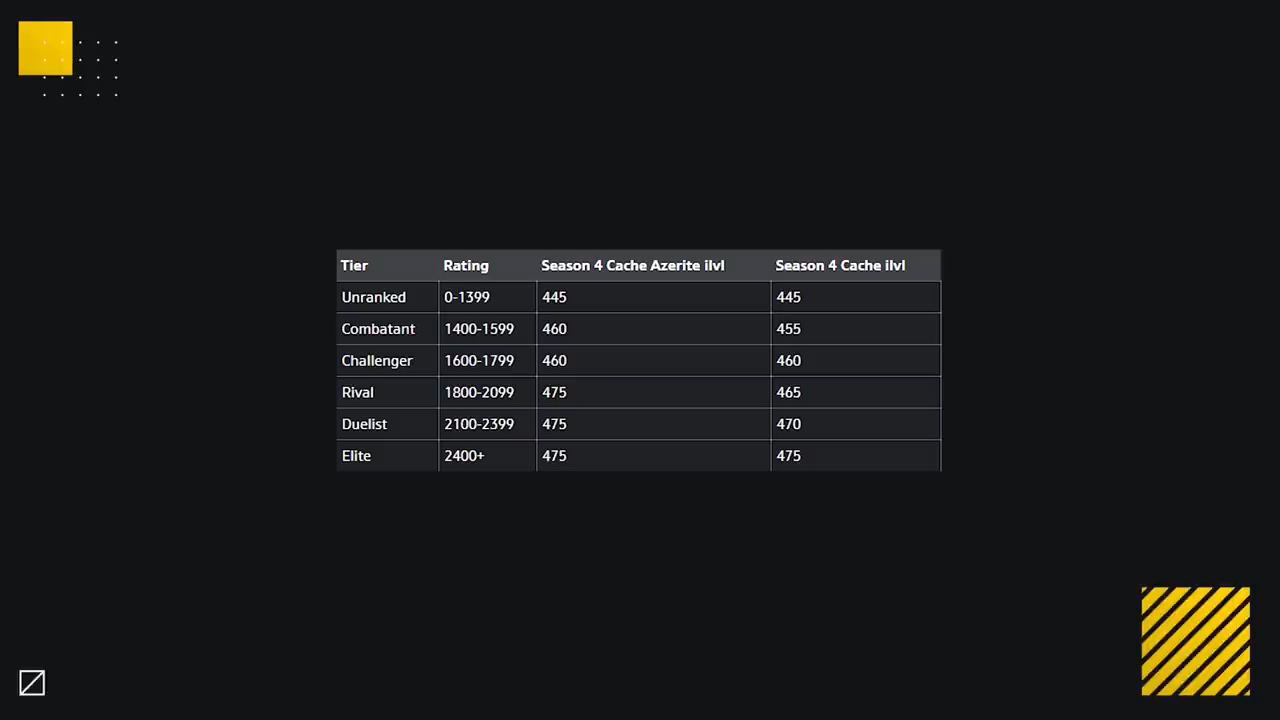 Tier Rating Season 4 Cache Azerite ilvl Season 4 Cache ilvl
Unranked 0-1399 445 445
Combatant 1400-1599 460 455
Challenger 1600-1799 460 460
Rival 1800-2099 475 465
Duelist 2100-2399 475 470
Elite 2400+ 475 475